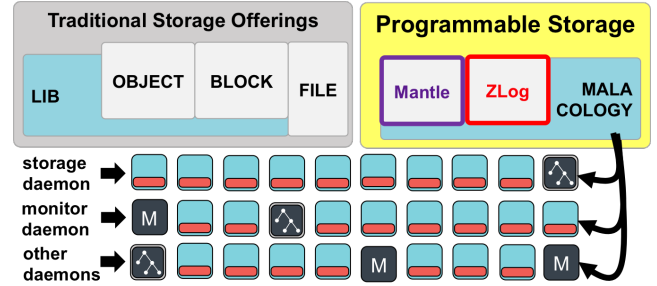 Traditional Storage Offerings
LIB
OBJECT
BLOCK
FILE
Programmable Storage
Mantle
ZLog
MALA
COLOGY
storage
daemon
monitor
daemon
M
other
daemons
M
M